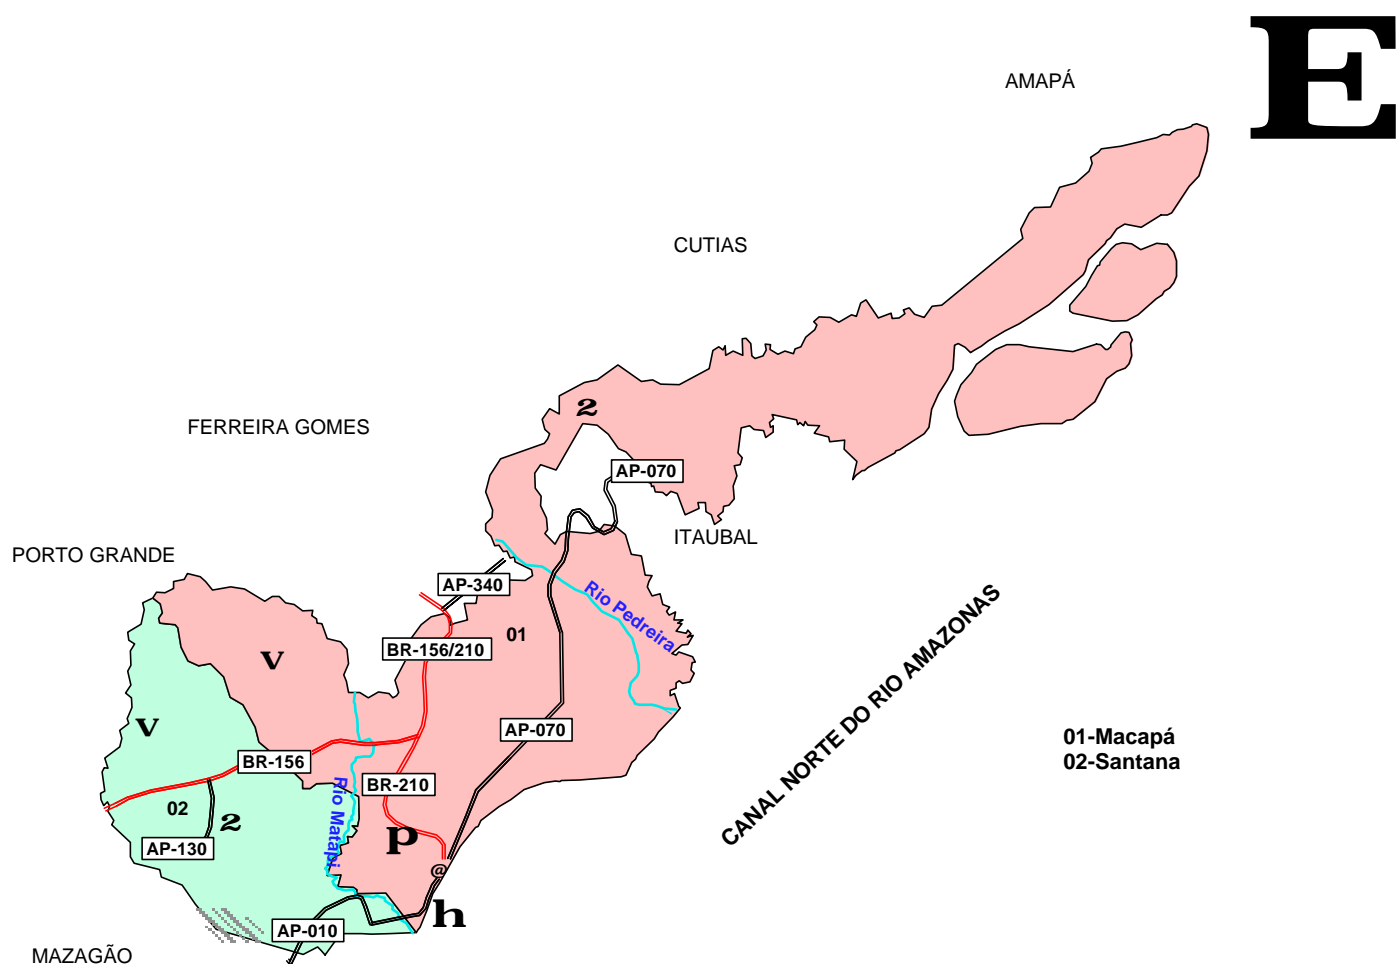 E
AMAPÁ
CUTIAS
2
FERREIRA GOMES
AP-070
ITAUBAL
PORTO GRANDE
AP-340
Rio Pedreira
01
BR-156/210
V
V
AP-070
CANAL NORTE DO RIO AMAZONAS
01-Macapá
02-Santana
BR-156
BR-210
Rio Matapi
02
2
p
AP-130
@
h
AP-010
MAZAGÃO